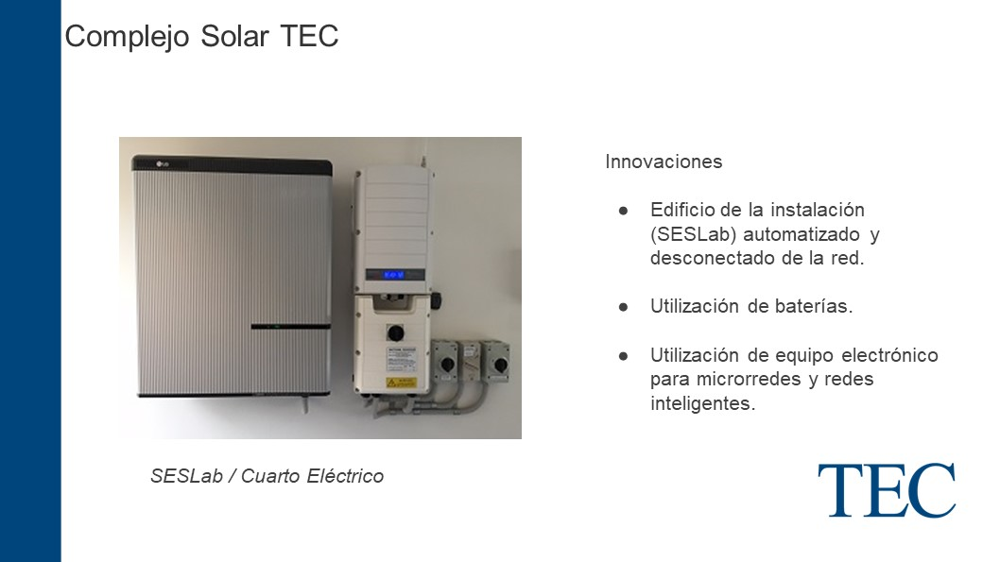 Complejo Solar TEC
LG
Innovaciones
● Edificio de la instalación
(SESLab) automatizado y
desconectado de la red.
● Utilización de baterías.
● Utilización de equipo electrónico
para microrredes y redes
inteligentes.
SESLab / Cuarto Eléctrico
TEC